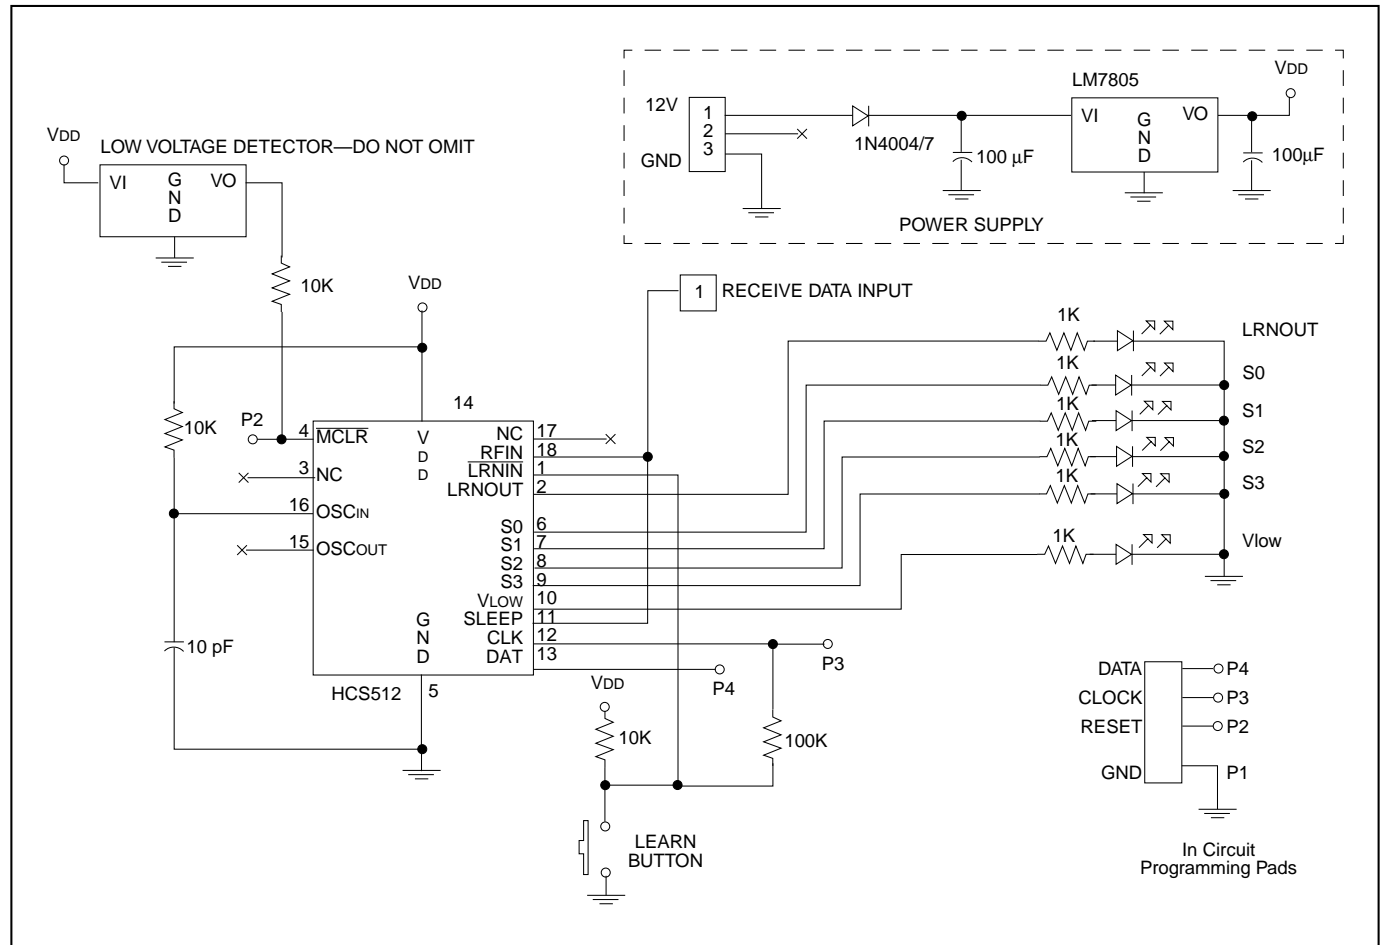 LM7805
VDD
12V
1
2
3
GND
1N4004/7
100 µF
VI
GND
VO
100µF
POWER SUPPLY
VDD
LOW VOLTAGE DETECTOR—DO NOT OMIT
VI
GND
VO
10K
VDD
1
RECEIVE DATA INPUT
1K
LRNOUT
1K
S0
1K
S1
1K
S2
1K
S3
1K
Vlow
10K
P2
14
4
MCLR
VDD
NC
17
RFIN
18
3
NC
LRNIN
1
LRNOUT
2
16
OSCIN
S0
6
15
OSCOUT
S1
7
S2
8
S3
9
VLOW
10
SLEEP
11
GND
CLK
12
DAT
13
10 pF
P3
P4
HCS512
5
VDD
10K
100K
LEARN
BUTTON
DATA
P4
CLOCK
P3
RESET
P2
GND
P1
In Circuit
Programming Pads